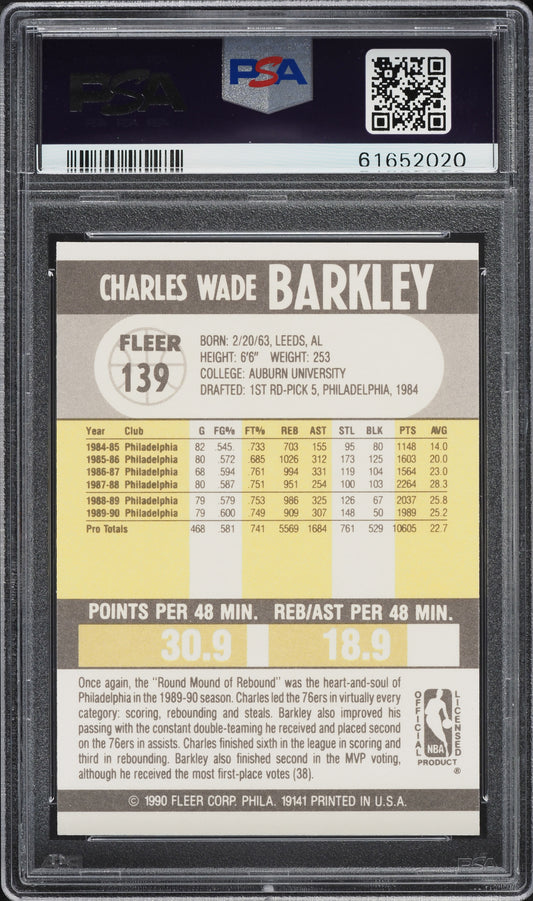 PSA
PSA
61652020
CHARLES WADE BARKLEY
FLEER
139
BORN: 2/20/63, LEEDS, AL
HEIGHT: 6'6" WEIGHT: 253
COLLEGE: AUBURN UNIVERSITY
DRAFTED: 1ST RD-PICK 5, PHILADELPHIA, 1984
Year Club G FG% FT% REB AST STL BLK PTS AVG
1984-85 Philadelphia 82 .545 .733 703 155 95 80 1148 14.0
1985-86 Philadelphia 80 .572 .685 1026 312 173 125 1603 20.0
1986-87 Philadelphia 68 .594 .761 994 331 119 104 1564 23.0
1987-88 Philadelphia 80 .587 .751 951 254 100 103 2264 28.3
1988-89 Philadelphia 79 .579 .753 986 325 126 67 2037 25.8
1989-90 Philadelphia 79 .600 .749 909 307 148 50 1989 25.2
Pro Totals 468 .581 .741 5569 1684 761 529 10605 22.7
POINTS PER 48 MIN. REB/AST PER 48 MIN.
30.9 18.9
Once again, the "Round Mound of Rebound" was the heart-and-soul of
Philadelphia in the 1989-90 season. Charles led the 76ers in virtually every
category: scoring, rebounding and steals. Barkley also improved his
passing with the constant double-teaming he received and placed second
on the 76ers in assists. Charles finished sixth in the league in scoring and
third in rebounding. Barkley also finished second in the MVP voting,
although he received the most first-place votes (38).
OFFICIAL
LICENSED
NBA
PRODUCT
®
© 1990 FLEER CORP. PHILA. 19141 PRINTED IN U.S.A.
PSA